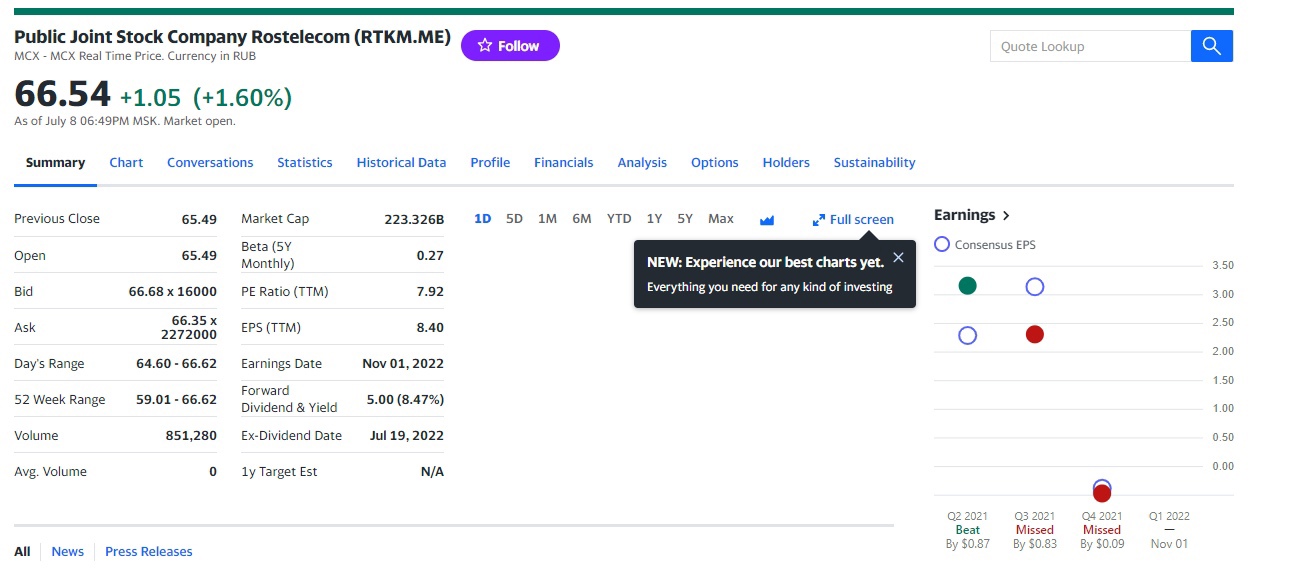 Public Joint Stock Company Rostelecom (RTKM.ME)
Follow
MCX - MCX Real Time Price. Currency in RUB
Quote Lookup
66.54 +1.05 (+1.60%)
As of July 8 06:49PM MSK. Market open.
Summary Chart Conversations Statistics Historical Data Profile Financials Analysis Options Holders Sustainability
Previous Close 65.49
Open 65.49
Bid 66.68 x 16000
Ask 66.35 x
2272000
Day's Range 64.60 - 66.62
52 Week Range 59.01 - 66.62
Volume 851,280
Avg. Volume 0
Market Cap 223.326B
Beta (5Y
Monthly) 0.27
PE Ratio (TTM) 7.92
EPS (TTM) 8.40
Earnings Date Nov 01, 2022
Forward
Dividend & Yield 5.00 (8.47%)
Ex-Dividend Date Jul 19, 2022
1y Target Est N/A
1D 5D 1M 6M YTD 1Y 5Y Max Full screen
NEW: Experience our best charts yet.
Everything you need for any kind of investing
Earnings
Consensus EPS
3.50
3.00
2.50
2.00
1.50
1.00
0.50
0.00
Q2 2021 Q3 2021 Q4 2021 Q1 2022
Beat Missed Missed —
By $0.87 By $0.83 By $0.09 Nov 01
All News Press Releases